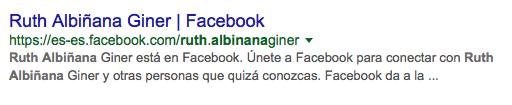 Ruth Albiñana Giner | Facebook
https://es-es.facebook.com/ruth.albinanaginer
Ruth Albiñana Giner está en Facebook. Únete a Facebook para conectar con Ruth
Albiñana Giner y otras personas que quizá conozcas. Facebook da a la ...